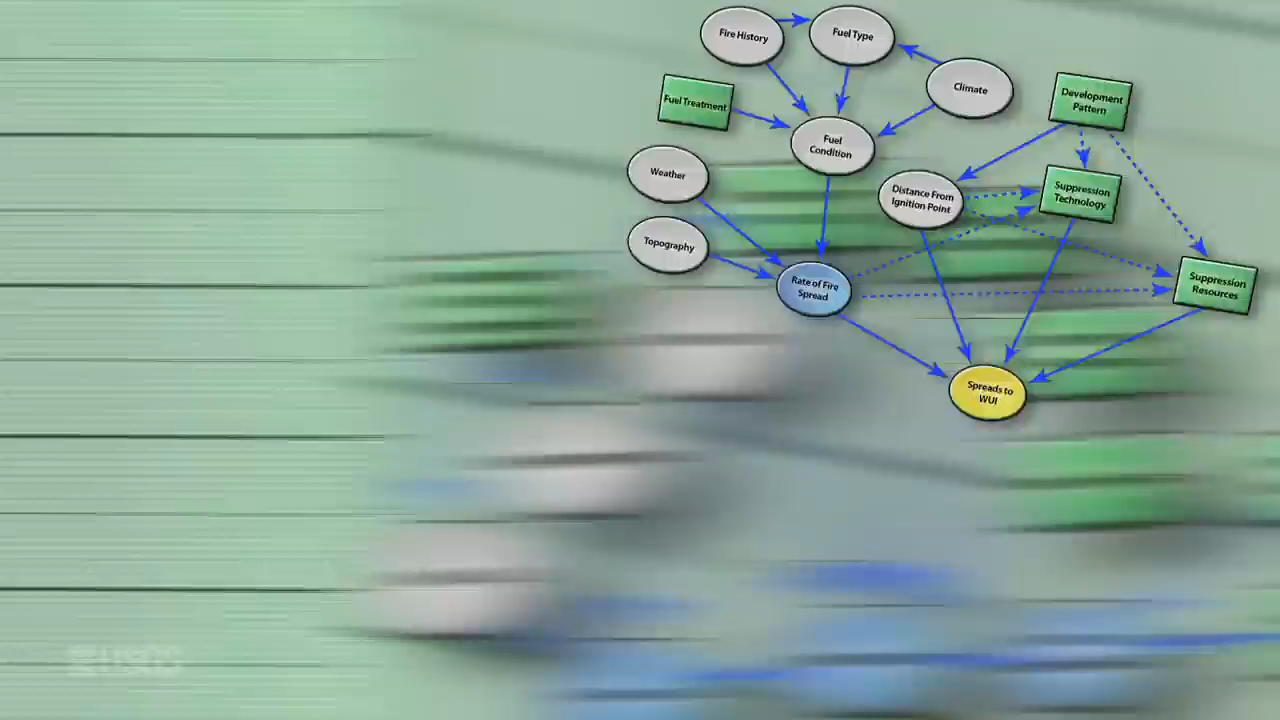 Fire History
Fuel Type
Climate
Fuel Treatment
Development
Pattern
Fuel
Condition
Weather
Distance From
Ignition Point
Suppression
Technology
Topography
Rate of Fire
Spread
Suppression
Resources
Spreads to
WUI
USGS